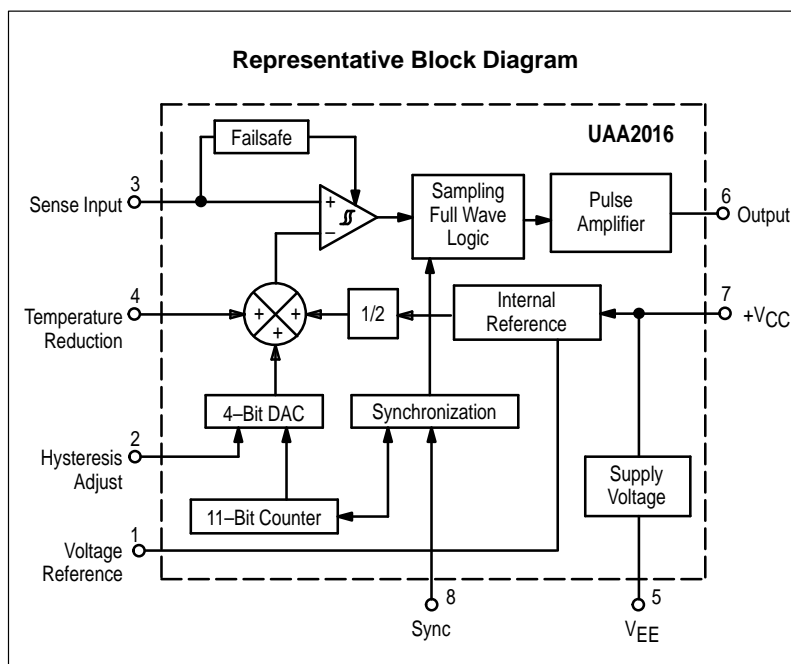 Representative Block Diagram
UAA2016
Failsafe
3
Sense Input
+
–
Sampling
Full Wave
Logic
Pulse
Amplifier
6
Output
4
Temperature
Reduction
+
+
+
1/2
Internal
Reference
7
+VCC
4–Bit DAC
Synchronization
2
Hysteresis
Adjust
11–Bit Counter
Supply
Voltage
1
Voltage
Reference
8
Sync
5
VEE